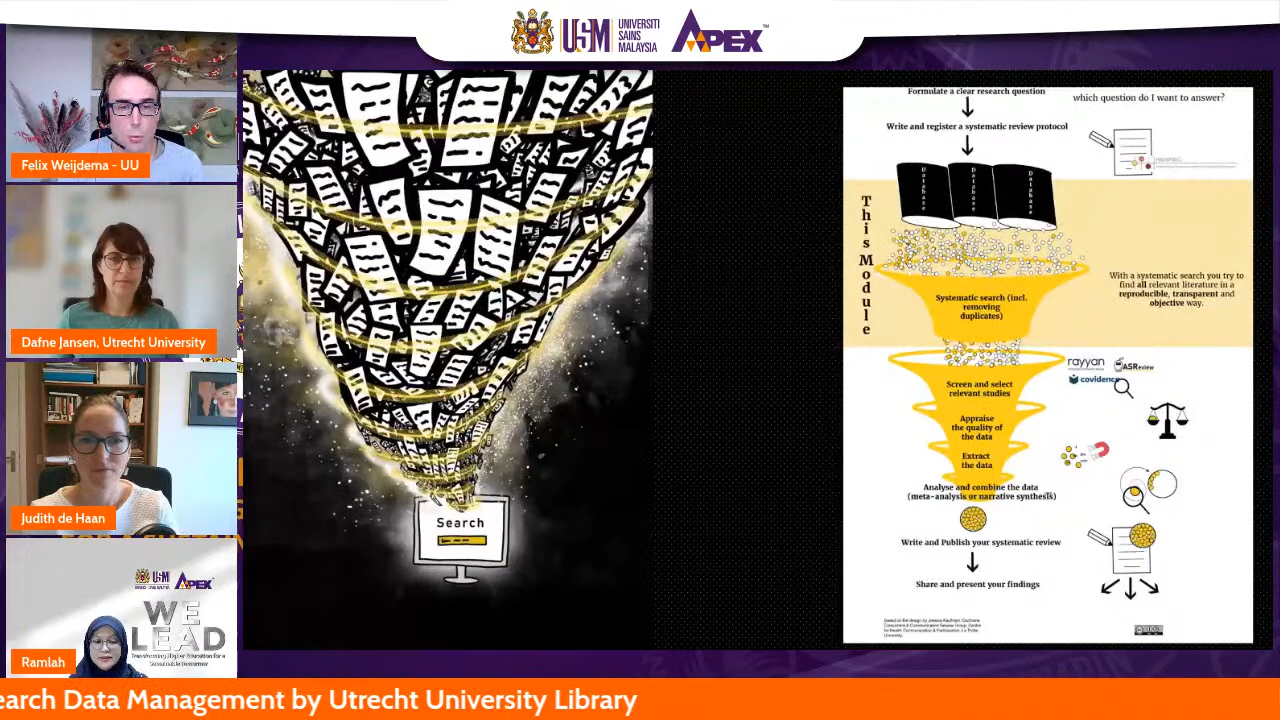 USM
UNIVERSITI
SAINS
MALAYSIA
APEX™
Felix Weijdema - UU
Dafne Jansen, Utrecht University
Judith de Haan
USM
APEX
WE
LEAD
Ramlah
Search
Formulate a clear research question
which question do I want to answer?
Write and register a systematic review protocol
Database
Database
Database
This Module
Systematic search (incl.
removing
duplicates)
With a systematic search you try to
find all relevant literature in a
reproducible, transparent and
objective way.
rayyan
ASReview
covidence
Screen and select
relevant studies
Appraise
the quality of
the data
Extract
the data
Analyse and combine the data
(meta-analysis or narrative synthesis)
Write and Publish your systematic review
Share and present your findings
earch Data Management by Utrecht University Library